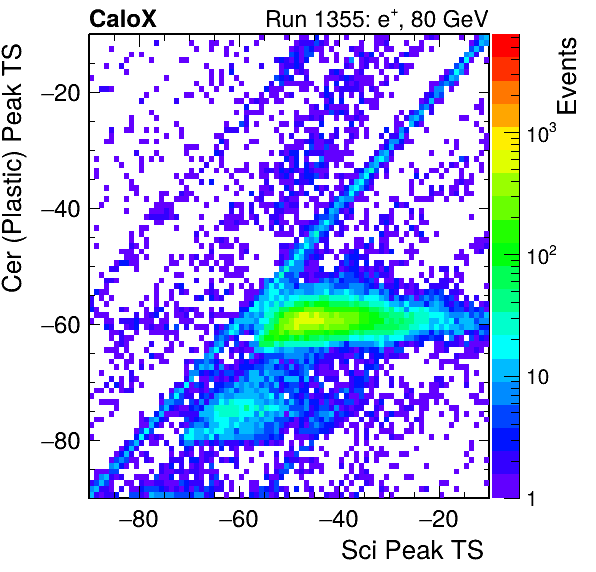 CaloX Run 1355: e+, 80 GeV
Cer (Plastic) Peak TS
Events
−20
−40
−60
−80
10³
10²
10
1
−80 −60 −40 −20
Sci Peak TS